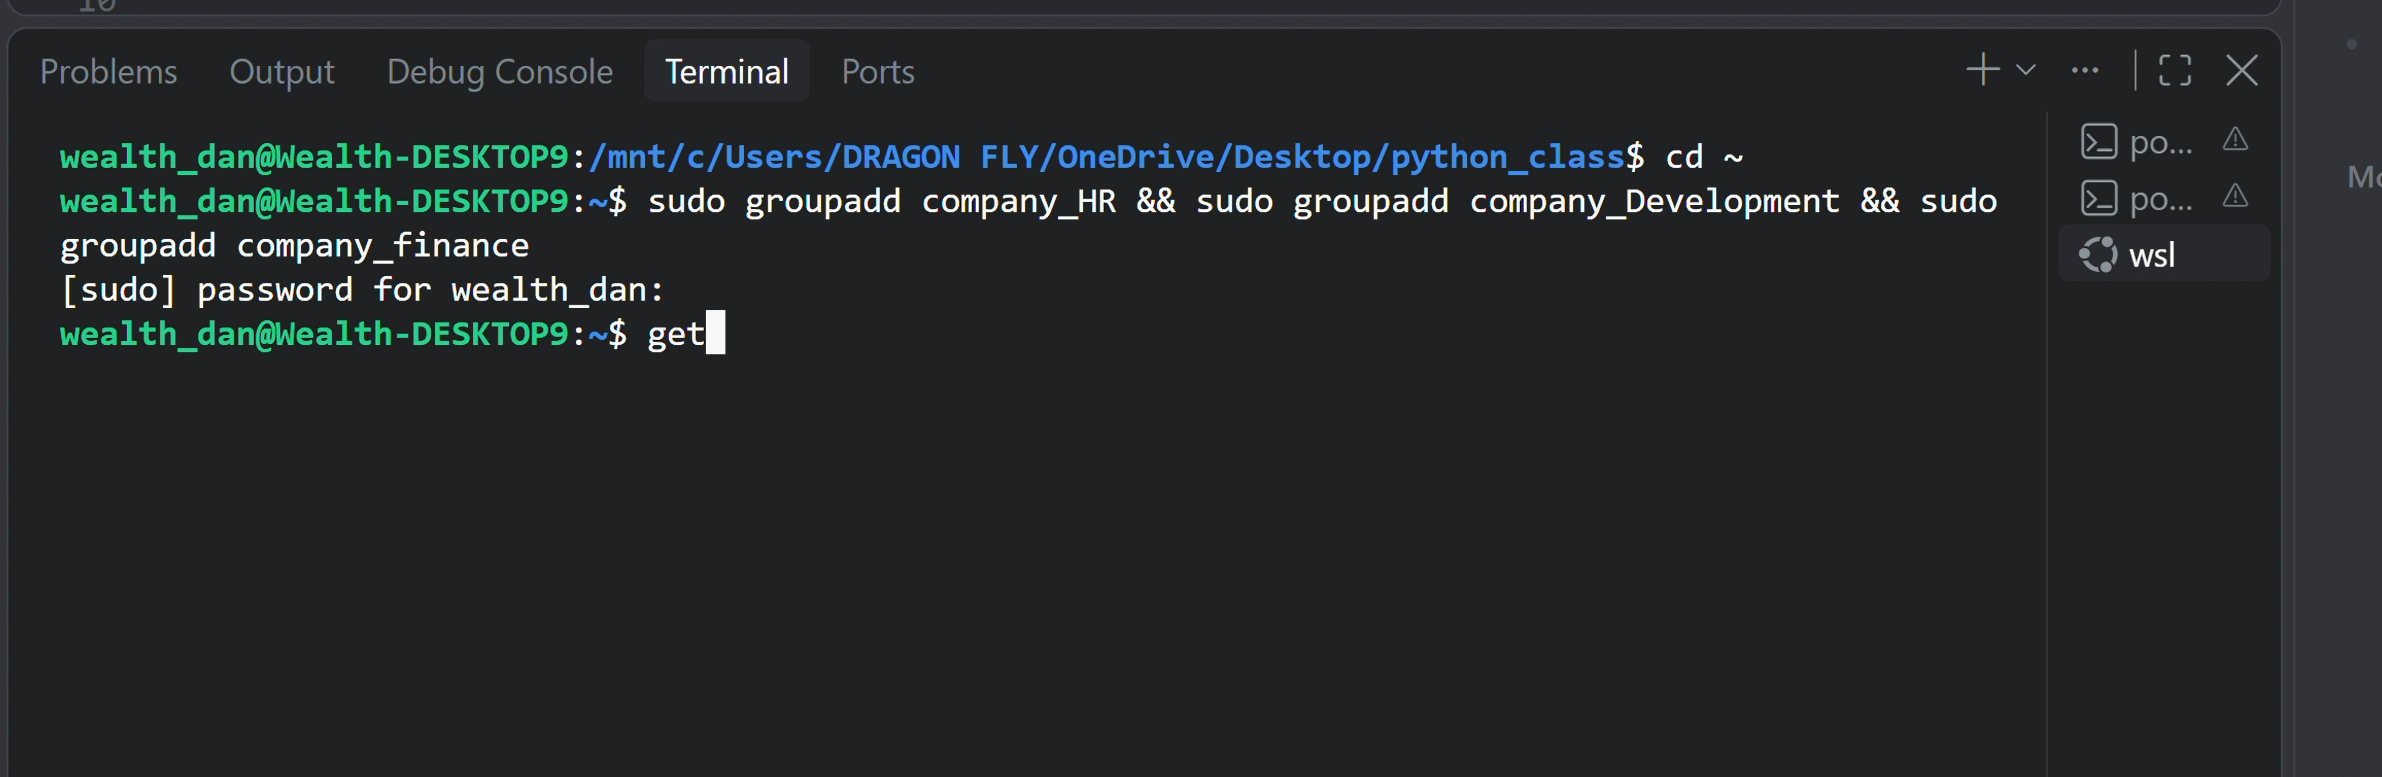 10
Problems Output Debug Console Terminal Ports
wealth_dan@Wealth-DESKTOP9:/mnt/c/Users/DRAGON FLY/OneDrive/Desktop/python_class$ cd ~
wealth_dan@Wealth-DESKTOP9:~$ sudo groupadd company_HR && sudo groupadd company_Development && sudo
groupadd company_finance
[sudo] password for wealth_dan:
wealth_dan@Wealth-DESKTOP9:~$ get
po...
po...
wsl